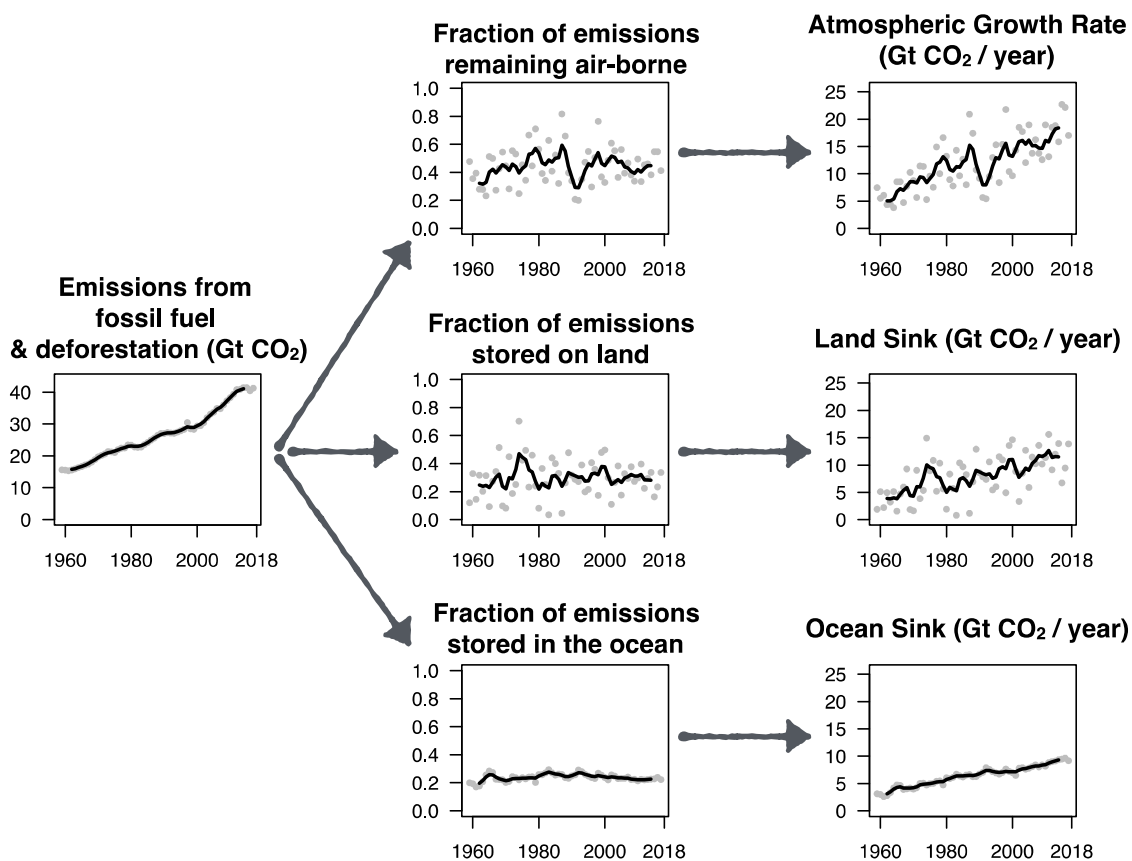 Emissions from
fossil fuel
& deforestation (Gt CO₂)
40
30
20
10
0
1960 1980 2000 2018
Fraction of emissions
remaining air-borne
1.0
0.8
0.6
0.4
0.2
0.0
1960 1980 2000 2018
Atmospheric Growth Rate
(Gt CO₂ / year)
25
20
15
10
5
0
1960 1980 2000 2018
Fraction of emissions
stored on land
1.0
0.8
0.6
0.4
0.2
0.0
1960 1980 2000 2018
Land Sink (Gt CO₂ / year)
25
20
15
10
5
0
1960 1980 2000 2018
Fraction of emissions
stored in the ocean
1.0
0.8
0.6
0.4
0.2
0.0
1960 1980 2000 2018
Ocean Sink (Gt CO₂ / year)
25
20
15
10
5
0
1960 1980 2000 2018